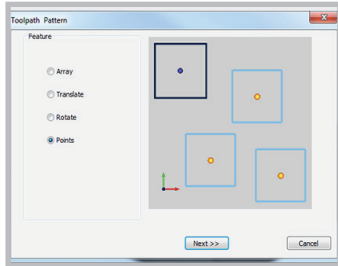 Toolpath Pattern
Feature
Array
Translate
Rotate
Points
Next >>
Cancel